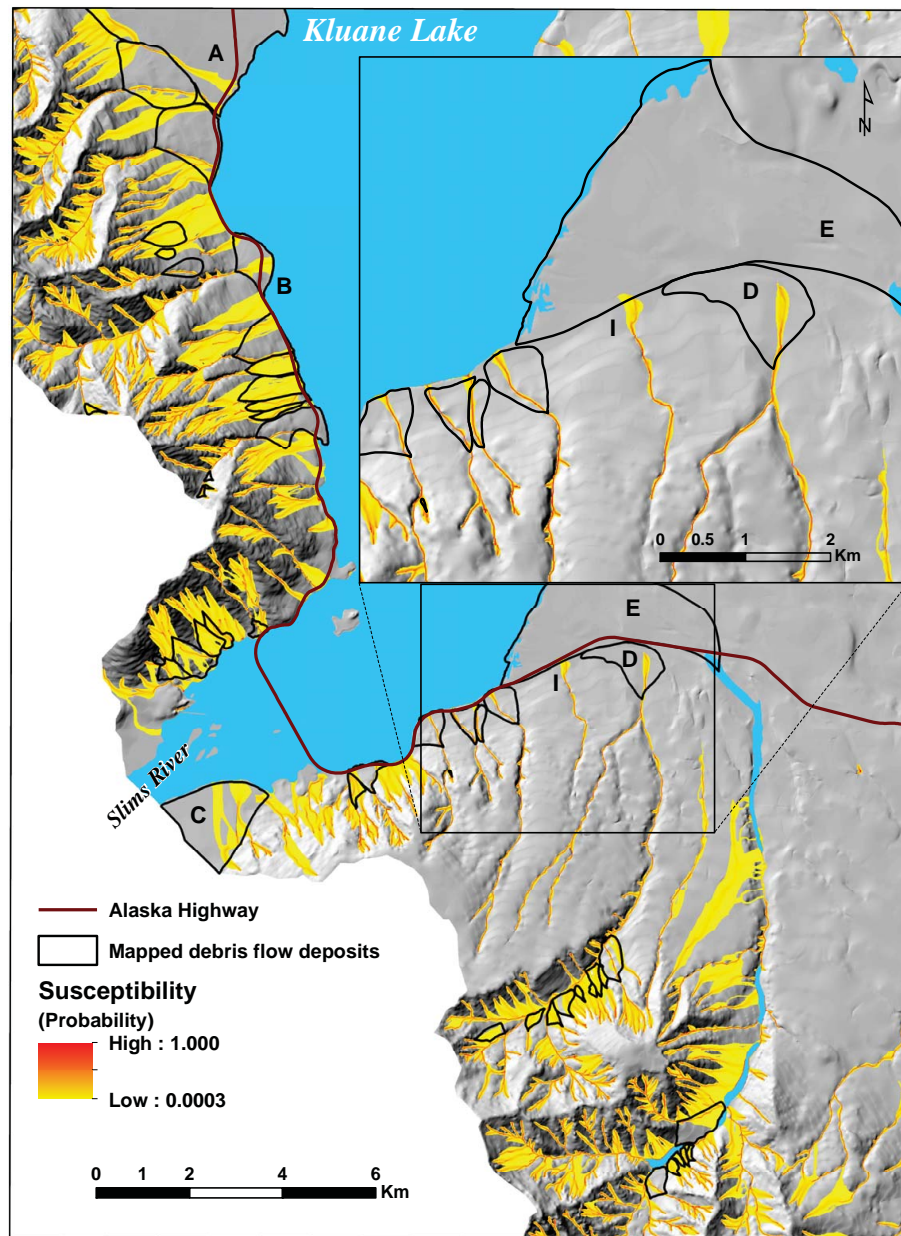 Kluane Lake
A
B
E
D
I
N
0 0.5 1 2
Km
E
D
I
Slims River
C
Alaska Highway
Mapped debris flow deposits
Susceptibility
(Probability)
High : 1.000
Low : 0.0003
0 1 2 4 6
Km